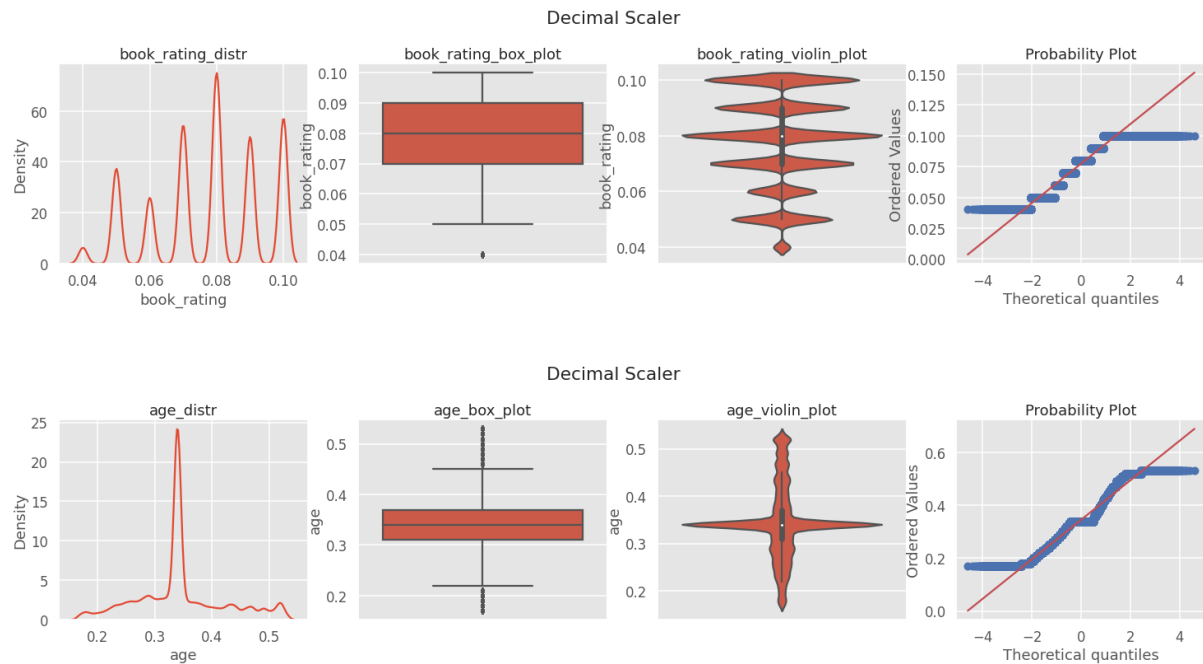 Decimal Scaler
book_rating_distr
book_rating_box_plot
book_rating_violin_plot
Probability Plot
Density
60
40
20
0
0.04
0.06
0.08
0.10
book_rating
book_rating
0.10
0.09
0.08
0.07
0.06
0.05
0.04
book_rating
0.10
0.08
0.06
0.04
Ordered Values
0.150
0.125
0.100
0.075
0.050
0.025
0.000
−4
−2
0
2
4
Theoretical quantiles
Decimal Scaler
age_distr
age_box_plot
age_violin_plot
Probability Plot
Density
25
20
15
10
5
0
0.2
0.3
0.4
0.5
age
age
0.5
0.4
0.3
0.2
age
0.5
0.4
0.3
0.2
Ordered Values
0.6
0.4
0.2
0.0
−4
−2
0
2
4
Theoretical quantiles